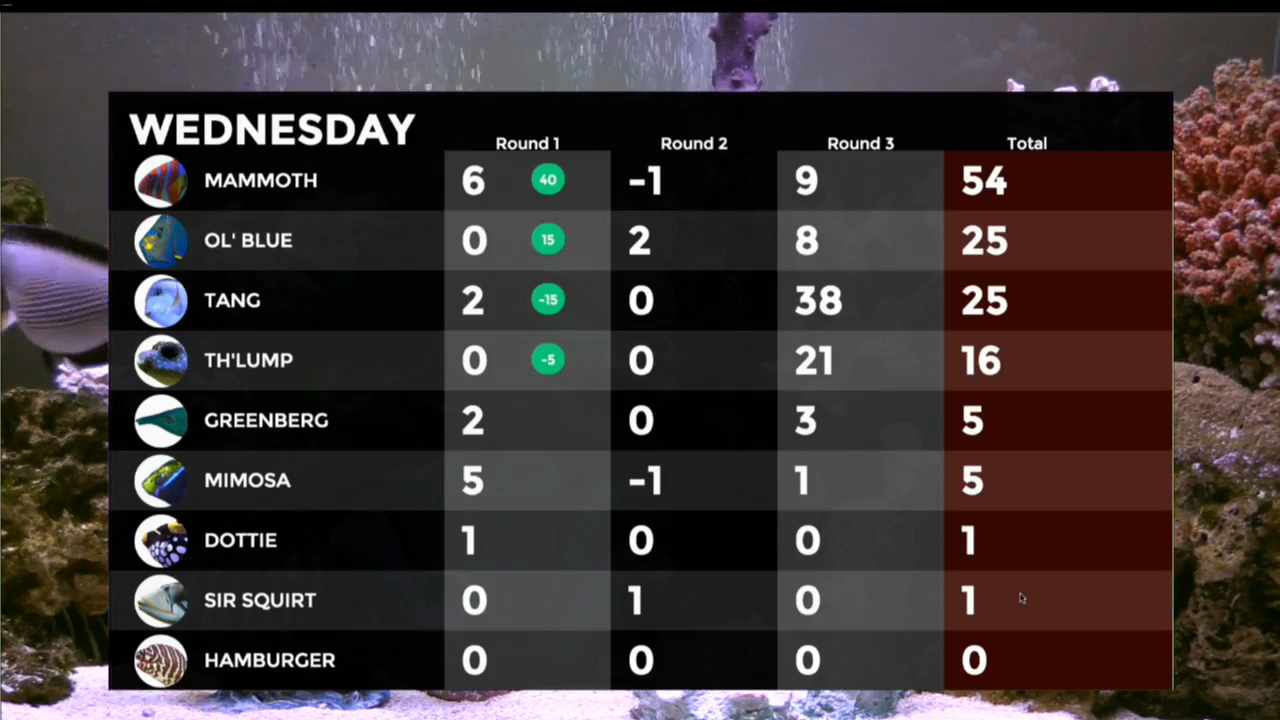 WEDNESDAY
Round 1 Round 2 Round 3 Total
MAMMOTH 6 40 -1 9 54
OL' BLUE 0 15 2 8 25
TANG 2 -15 0 38 25
TH'LUMP 0 -5 0 21 16
GREENBERG 2 0 3 5
MIMOSA 5 -1 1 5
DOTTIE 1 0 0 1
SIR SQUIRT 0 1 0 1
HAMBURGER 0 0 0 0